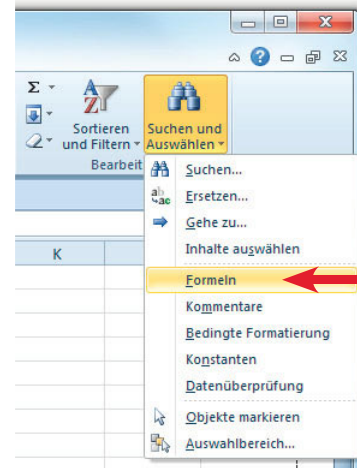 Σ
A
Z
Sortieren
und Filtern
Suchen und
Auswählen
Bearbeit
K
Suchen...
Ersetzen...
Gehe zu...
Inhalte auswählen
Formeln
Kommentare
Bedingte Formatierung
Konstanten
Datenüberprüfung
Objekte markieren
Auswahlbereich...